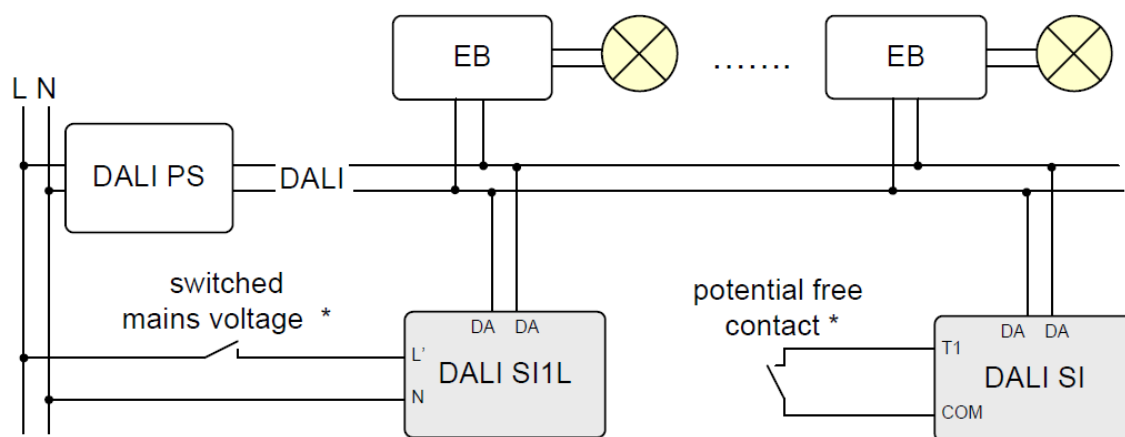 EB
.......
EB
L N
DALI PS
DALI
switched
mains voltage *
potential free
contact *
DA DA
L'
DALI SI1L
N
DA DA
T1
DALI SI
COM